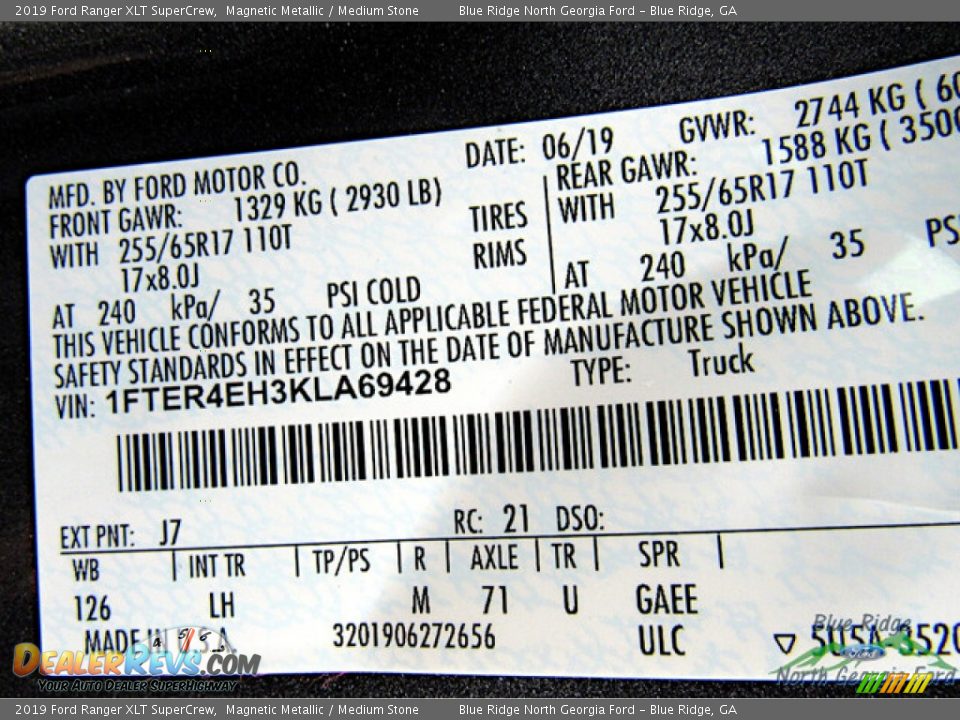 2019 Ford Ranger XLT SuperCrew, Magnetic Metallic / Medium Stone Blue Ridge North Georgia Ford - Blue Ridge, GA
MFD. BY FORD MOTOR CO. DATE: 06/19 GVWR: 2744 KG ( 60
FRONT GAWR: 1329 KG ( 2930 LB) REAR GAWR: 1588 KG ( 3500
WITH 255/65R17 110T TIRES WITH 255/65R17 110T
17x8.0J RIMS 17x8.0J
AT 240 kPa/ 35 PSI COLD AT 240 kPa/ 35 PSI
THIS VEHICLE CONFORMS TO ALL APPLICABLE FEDERAL MOTOR VEHICLE
SAFETY STANDARDS IN EFFECT ON THE DATE OF MANUFACTURE SHOWN ABOVE.
VIN: 1FTER4EH3KLA69428 TYPE: Truck
EXT PNT: J7 RC: 21 DSO:
WB INT TR TP/PS R AXLE TR SPR
126 LH M 71 U GAEE
MADE IN 3201906272656 ULC 5U5A-3520
DealerRevs.com
Your Auto Dealer SuperHighway
Blue Ridge
North Georgia Ford
2019 Ford Ranger XLT SuperCrew, Magnetic Metallic / Medium Stone Blue Ridge North Georgia Ford - Blue Ridge, GA